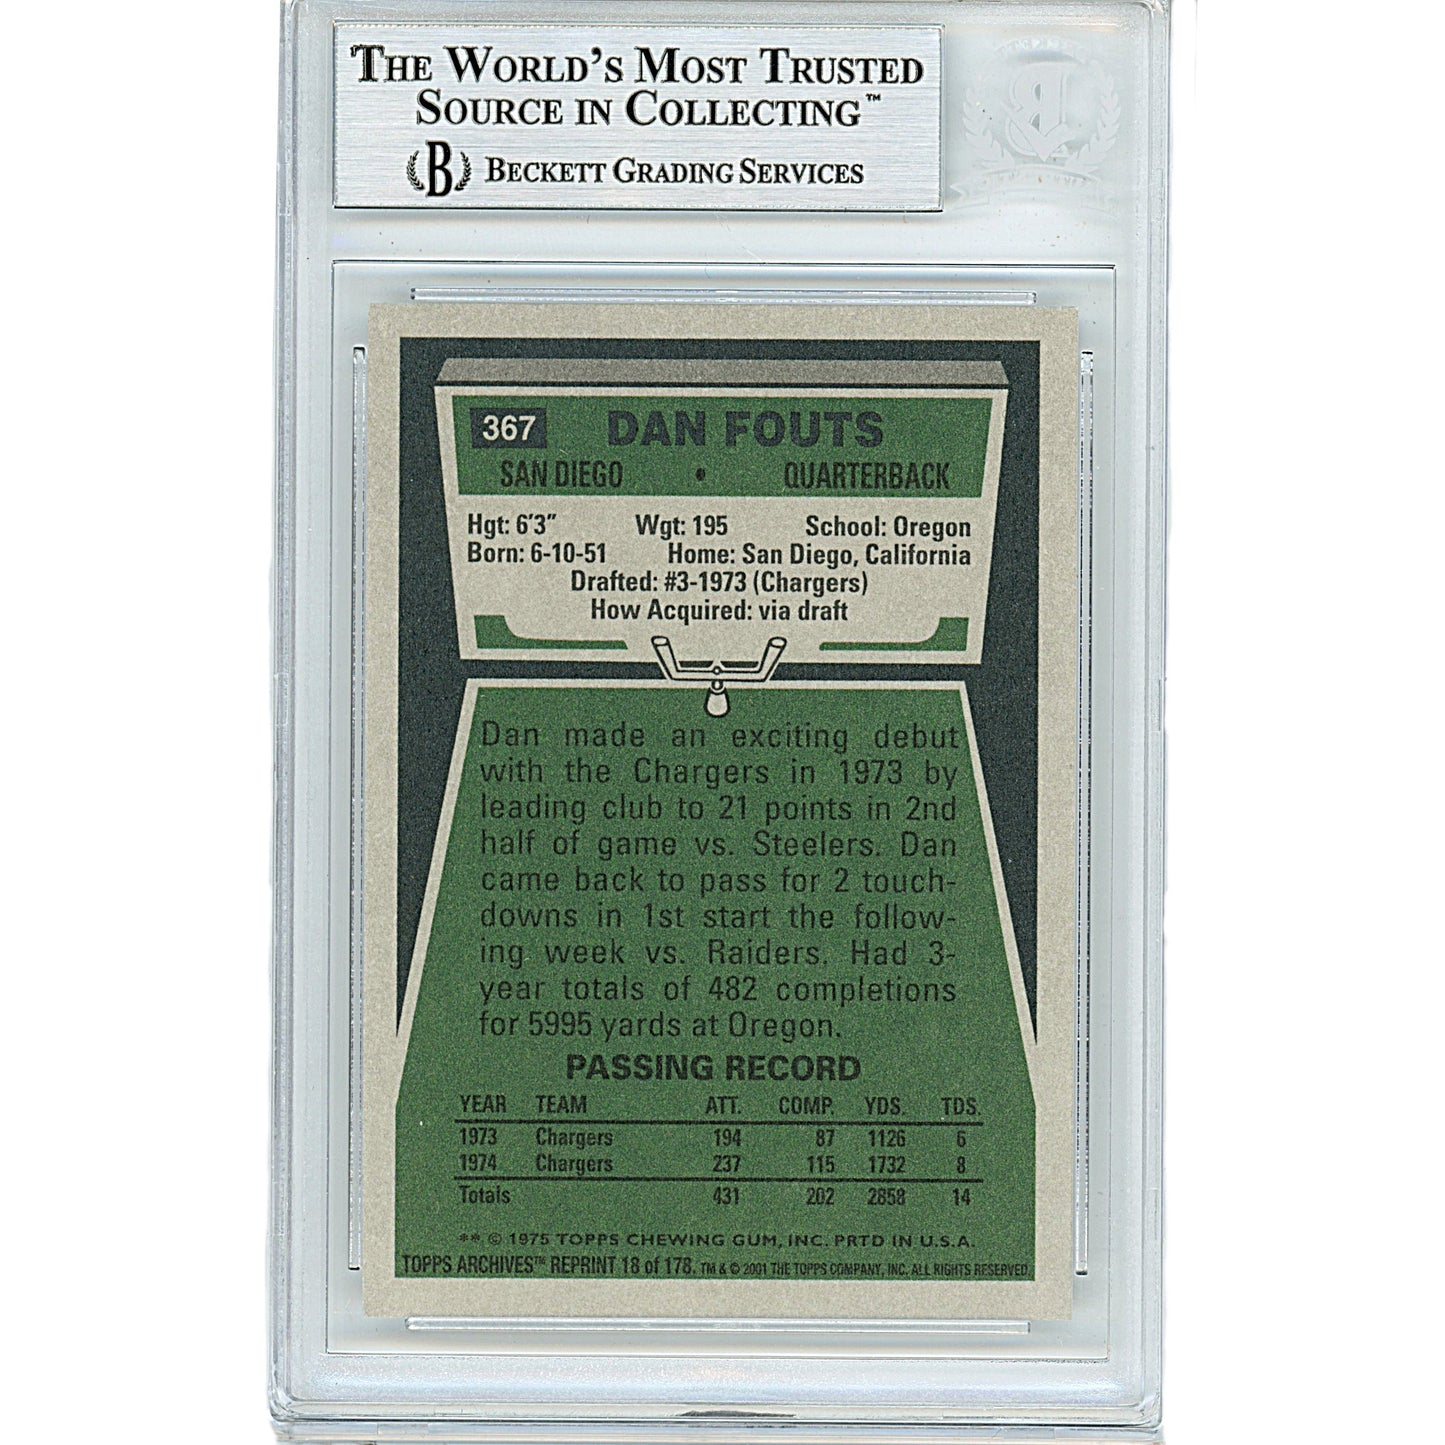 THE WORLD'S MOST TRUSTED
SOURCE IN COLLECTING™
B BECKETT GRADING SERVICES
367 DAN FOUTS
SAN DIEGO • QUARTERBACK
Hgt: 6'3" Wgt: 195 School: Oregon
Born: 6-10-51 Home: San Diego, California
Drafted: #3-1973 (Chargers)
How Acquired: via draft
Dan made an exciting debut
with the Chargers in 1973 by
leading club to 21 points in 2nd
half of game vs. Steelers. Dan
came back to pass for 2 touch-
downs in 1st start the follow-
ing week vs. Raiders. Had 3-
year totals of 482 completions
for 5995 yards at Oregon.
PASSING RECORD
YEAR TEAM ATT. COMP. YDS. TDS.
1973 Chargers 194 87 1126 6
1974 Chargers 237 115 1732 8
Totals 431 202 2858 14
** © 1975 TOPPS CHEWING GUM, INC. PRTD IN U.S.A.
TOPPS ARCHIVES™ REPRINT 18 of 178. TM & © 2001 THE TOPPS COMPANY, INC. ALL RIGHTS RESERVED.